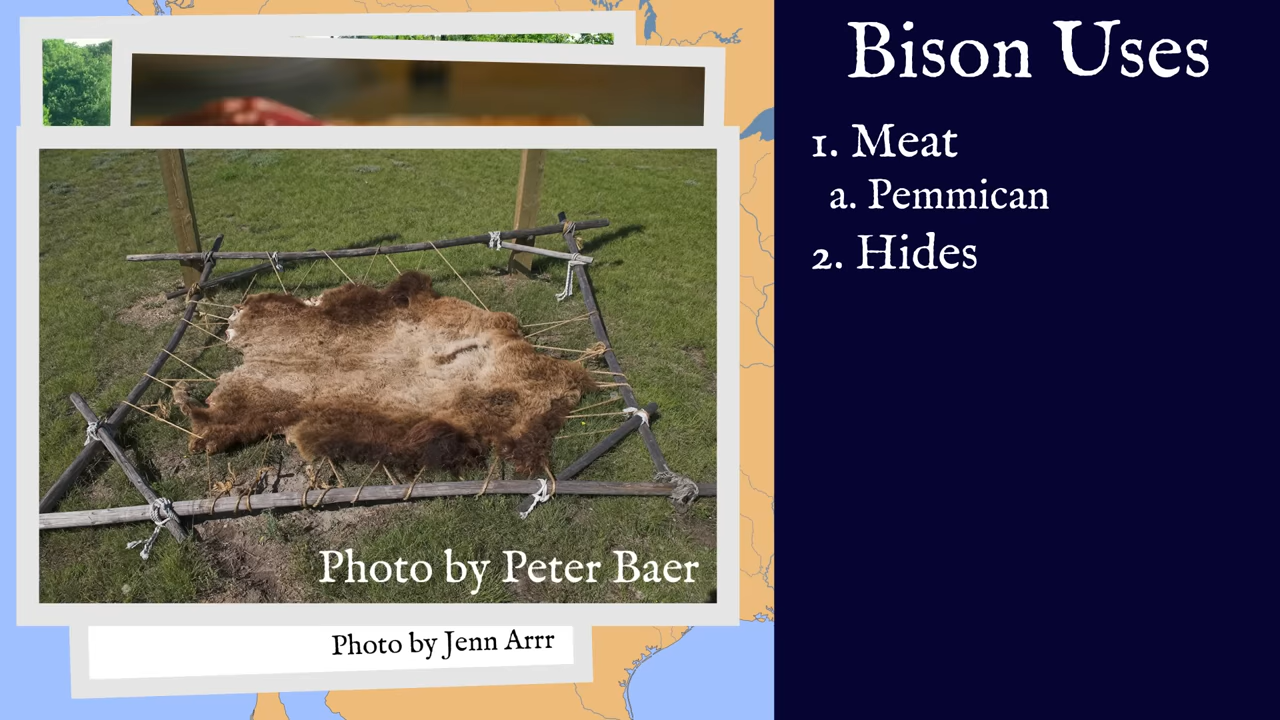 Bison Uses
1. Meat
a. Pemmican
2. Hides
Photo by Peter Baer
Photo by Jenn Arrr